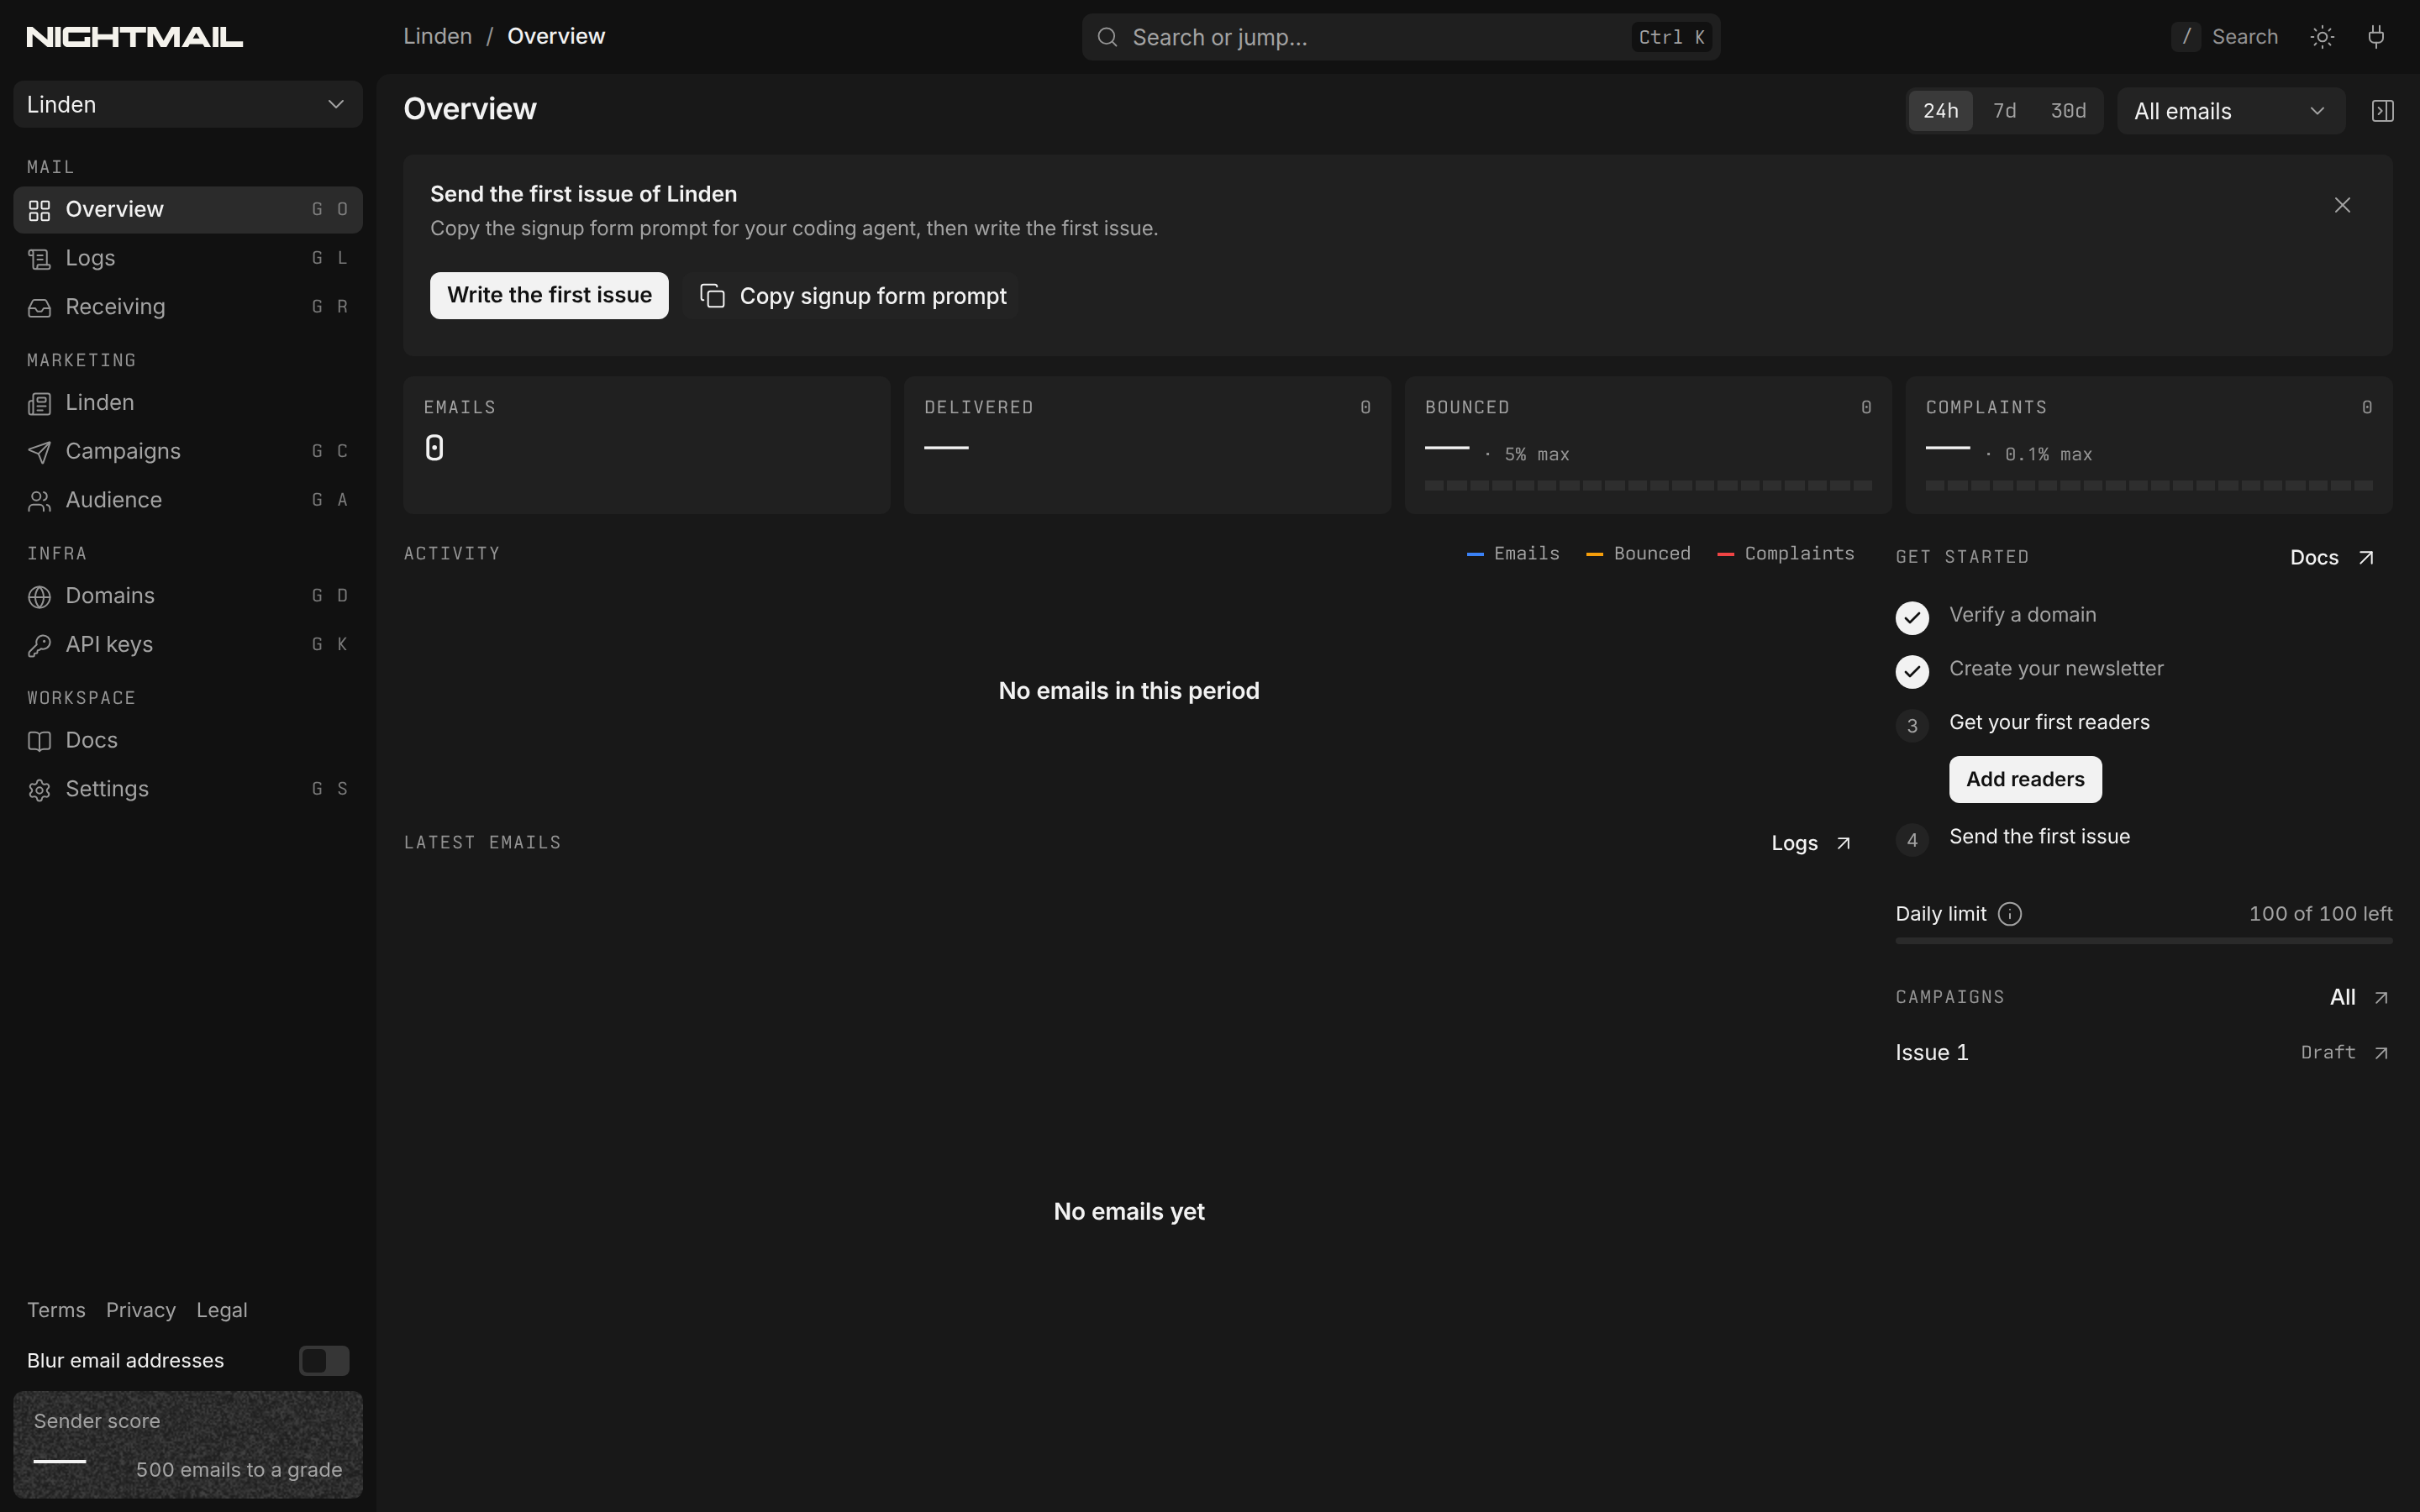 NIGHTMAIL
Linden / Overview
Search or jump...
Ctrl K
/ Search
Linden
MAIL
Overview G O
Logs G L
Receiving G R
MARKETING
Linden
Campaigns G C
Audience G A
INFRA
Domains G D
API keys G K
WORKSPACE
Docs
Settings G S
Terms Privacy Legal
Blur email addresses
Sender score
— 500 emails to a grade
Overview
24h 7d 30d
All emails
Send the first issue of Linden
Copy the signup form prompt for your coding agent, then write the first issue.
Write the first issue
Copy signup form prompt
EMAILS
0
DELIVERED 0
—
BOUNCED 0
— · 5% max
COMPLAINTS 0
— · 0.1% max
ACTIVITY
Emails Bounced Complaints
No emails in this period
LATEST EMAILS
Logs
No emails yet
GET STARTED
Docs
Verify a domain
Create your newsletter
3 Get your first readers
Add readers
4 Send the first issue
Daily limit 100 of 100 left
CAMPAIGNS
All
Issue 1 Draft